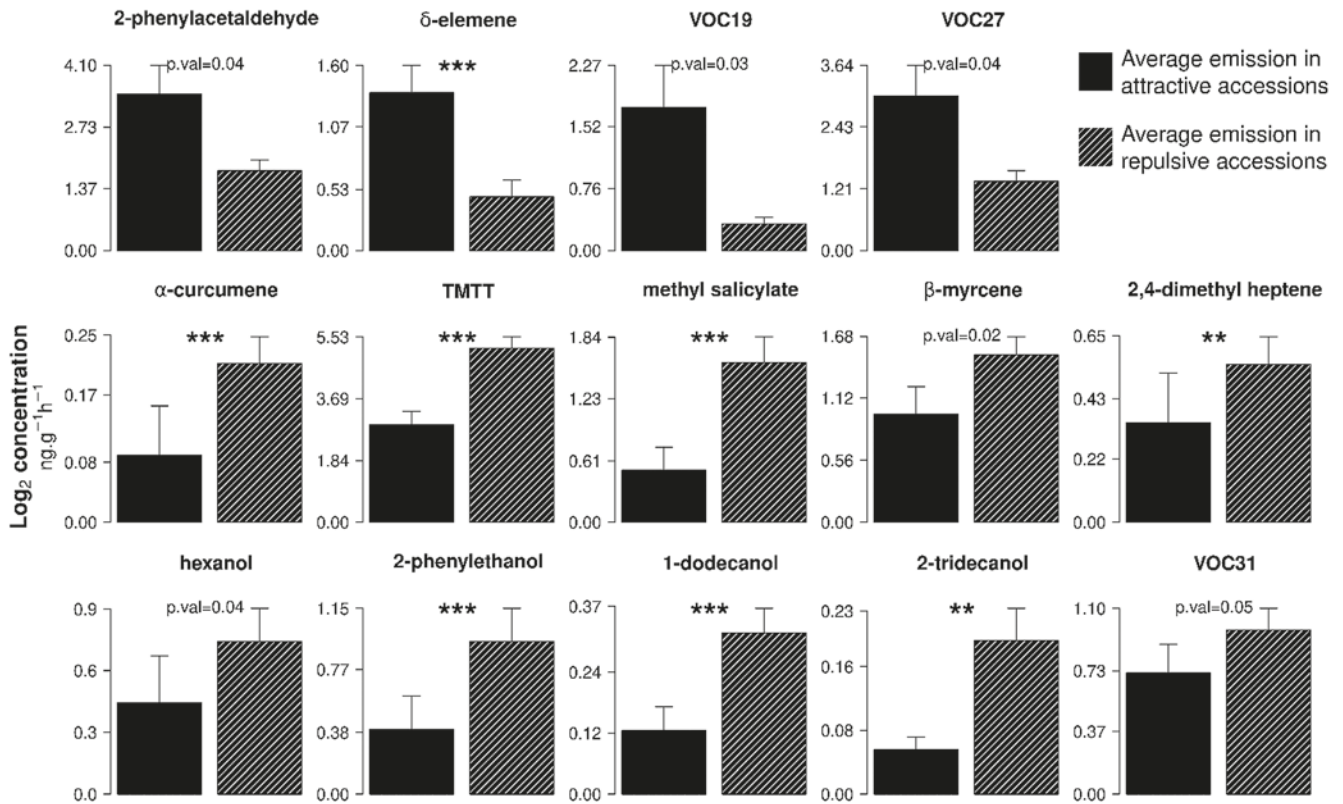 2-phenylacetaldehyde
δ-elemene
VOC19
VOC27
4.10
2.73
1.37
0.00
p.val=0.04
1.60
1.07
0.53
0.00
***
2.27
1.52
0.76
0.00
p.val=0.03
3.64
2.43
1.21
0.00
p.val=0.04
Average emission in
attractive accessions
Average emission in
repulsive accessions
Log₂ concentration
ng.g⁻¹h⁻¹
α-curcumene
TMTT
methyl salicylate
β-myrcene
2,4-dimethyl heptene
0.25
0.17
0.08
0.00
***
5.53
3.69
1.84
0.00
***
1.84
1.23
0.61
0.00
***
1.68
1.12
0.56
0.00
p.val=0.02
0.65
0.43
0.22
0.00
**
hexanol
2-phenylethanol
1-dodecanol
2-tridecanol
VOC31
0.9
0.6
0.3
0.0
p.val=0.04
1.15
0.77
0.38
0.00
***
0.37
0.24
0.12
0.00
***
0.23
0.16
0.08
0.00
**
1.10
0.73
0.37
0.00
p.val=0.05